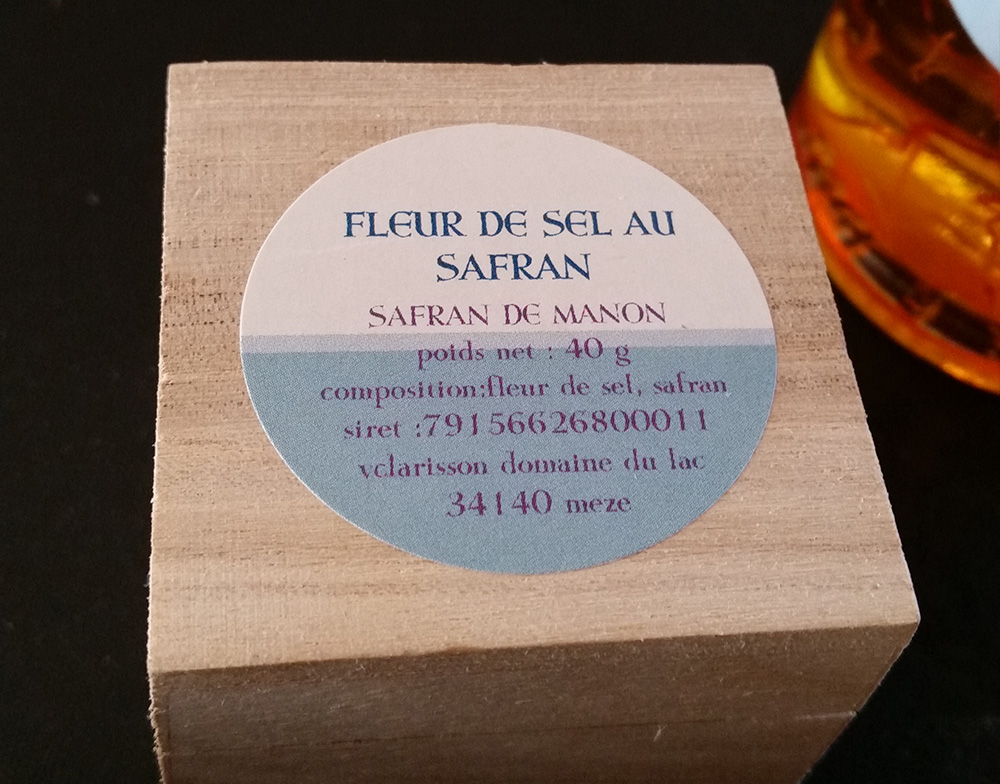 FLEUR DE SEL AU
SAFRAN
SAFRAN DE MANON
poids net : 40 g
composition:fleur de sel, safran
siret :79156626800011
vclarisson domaine du lac
34140 meze